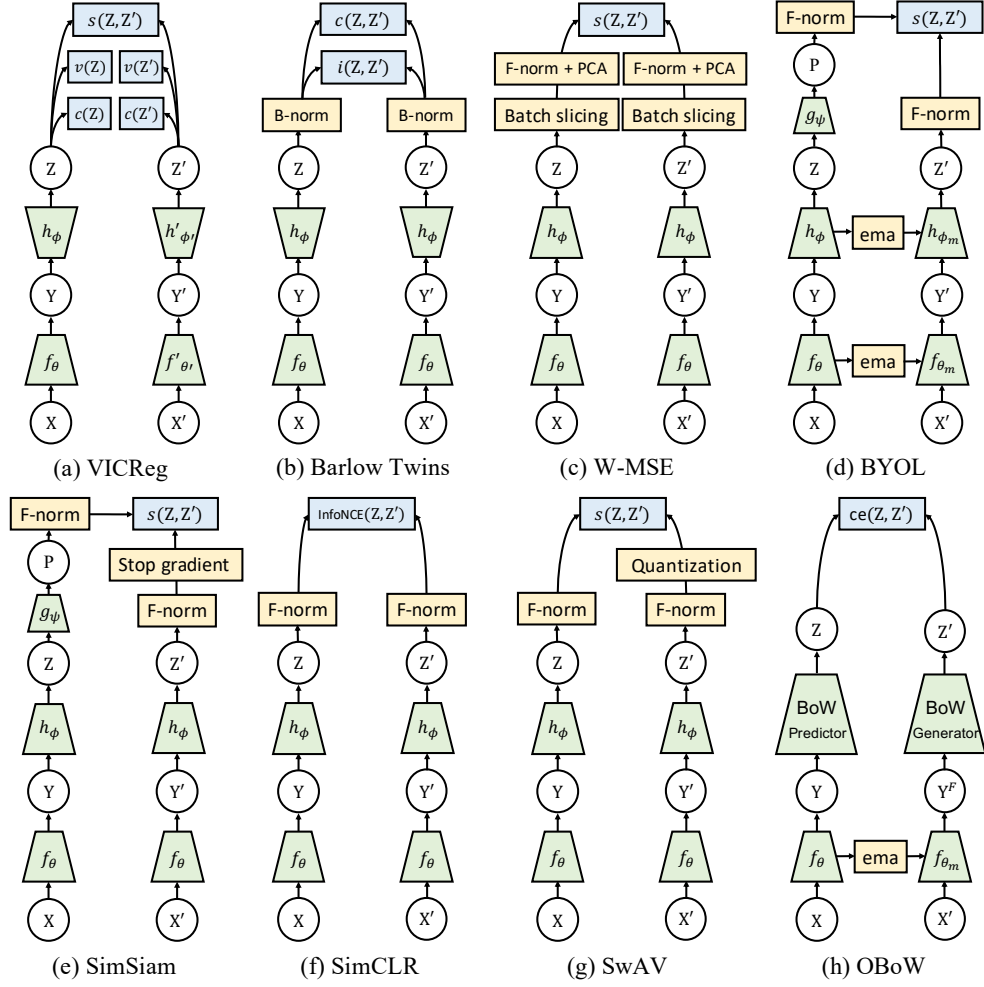 s(Z, Z′)
v(Z) v(Z′)
c(Z) c(Z′)
Z Z′
h_ϕ h′_ϕ′
Y Y′
f_θ f′_θ′
X X′
(a) VICReg
c(Z, Z′)
i(Z, Z′)
B-norm B-norm
Z Z′
h_ϕ h_ϕ
Y Y′
f_θ f_θ
X X′
(b) Barlow Twins
s(Z, Z′)
F-norm + PCA F-norm + PCA
Batch slicing Batch slicing
Z Z′
h_ϕ h_ϕ
Y Y′
f_θ f_θ
X X′
(c) W-MSE
F-norm s(Z, Z′)
P
g_ψ F-norm
Z Z′
h_ϕ ema h_ϕ_m
Y Y′
f_θ ema f_θ_m
X X′
(d) BYOL
F-norm s(Z, Z′)
P Stop gradient
g_ψ F-norm
Z Z′
h_ϕ h_ϕ
Y Y′
f_θ f_θ
X X′
(e) SimSiam
InfoNCE(Z, Z′)
F-norm F-norm
Z Z′
h_ϕ h_ϕ
Y Y′
f_θ f_θ
X X′
(f) SimCLR
s(Z, Z′)
Quantization
F-norm F-norm
Z Z′
h_ϕ h_ϕ
Y Y′
f_θ f_θ
X X′
(g) SwAV
ce(Z, Z′)
Z Z′
BoW BoW
Predictor Generator
Y Y^F
f_θ ema f_θ_m
X X′
(h) OBoW